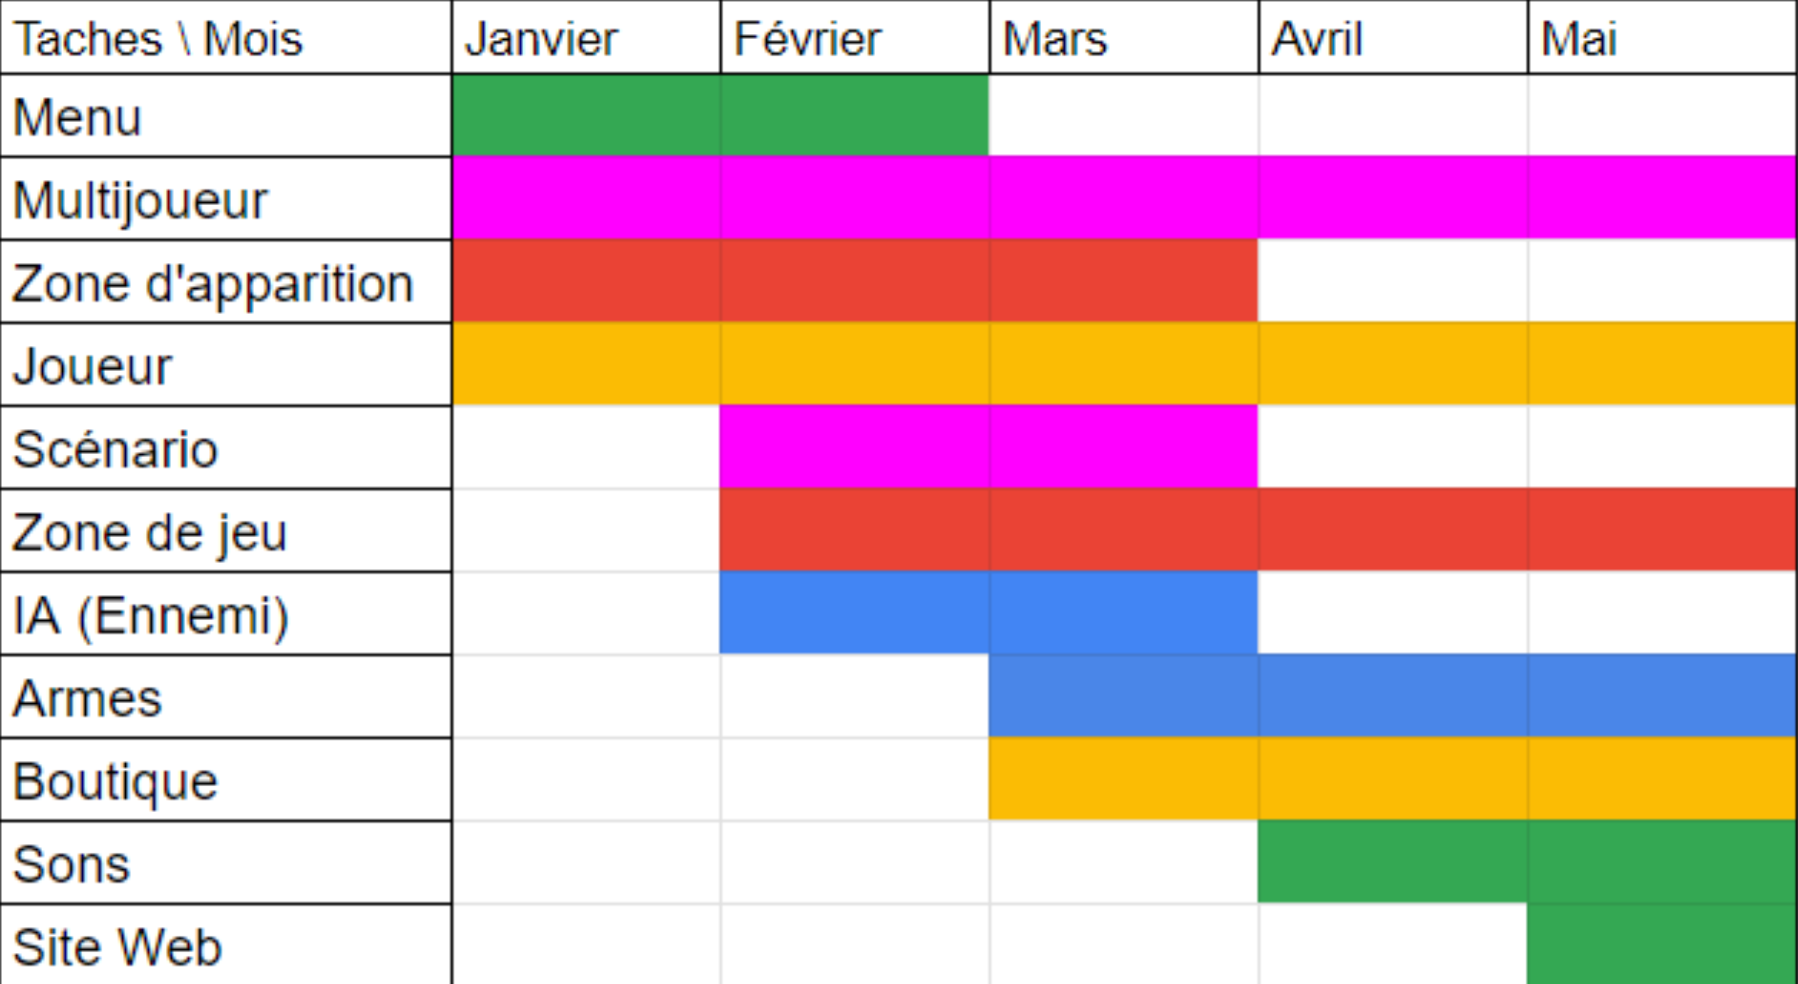 Taches \ Mois Janvier Février Mars Avril Mai
Menu
Multijoueur
Zone d'apparition
Joueur
Scénario
Zone de jeu
IA (Ennemi)
Armes
Boutique
Sons
Site Web